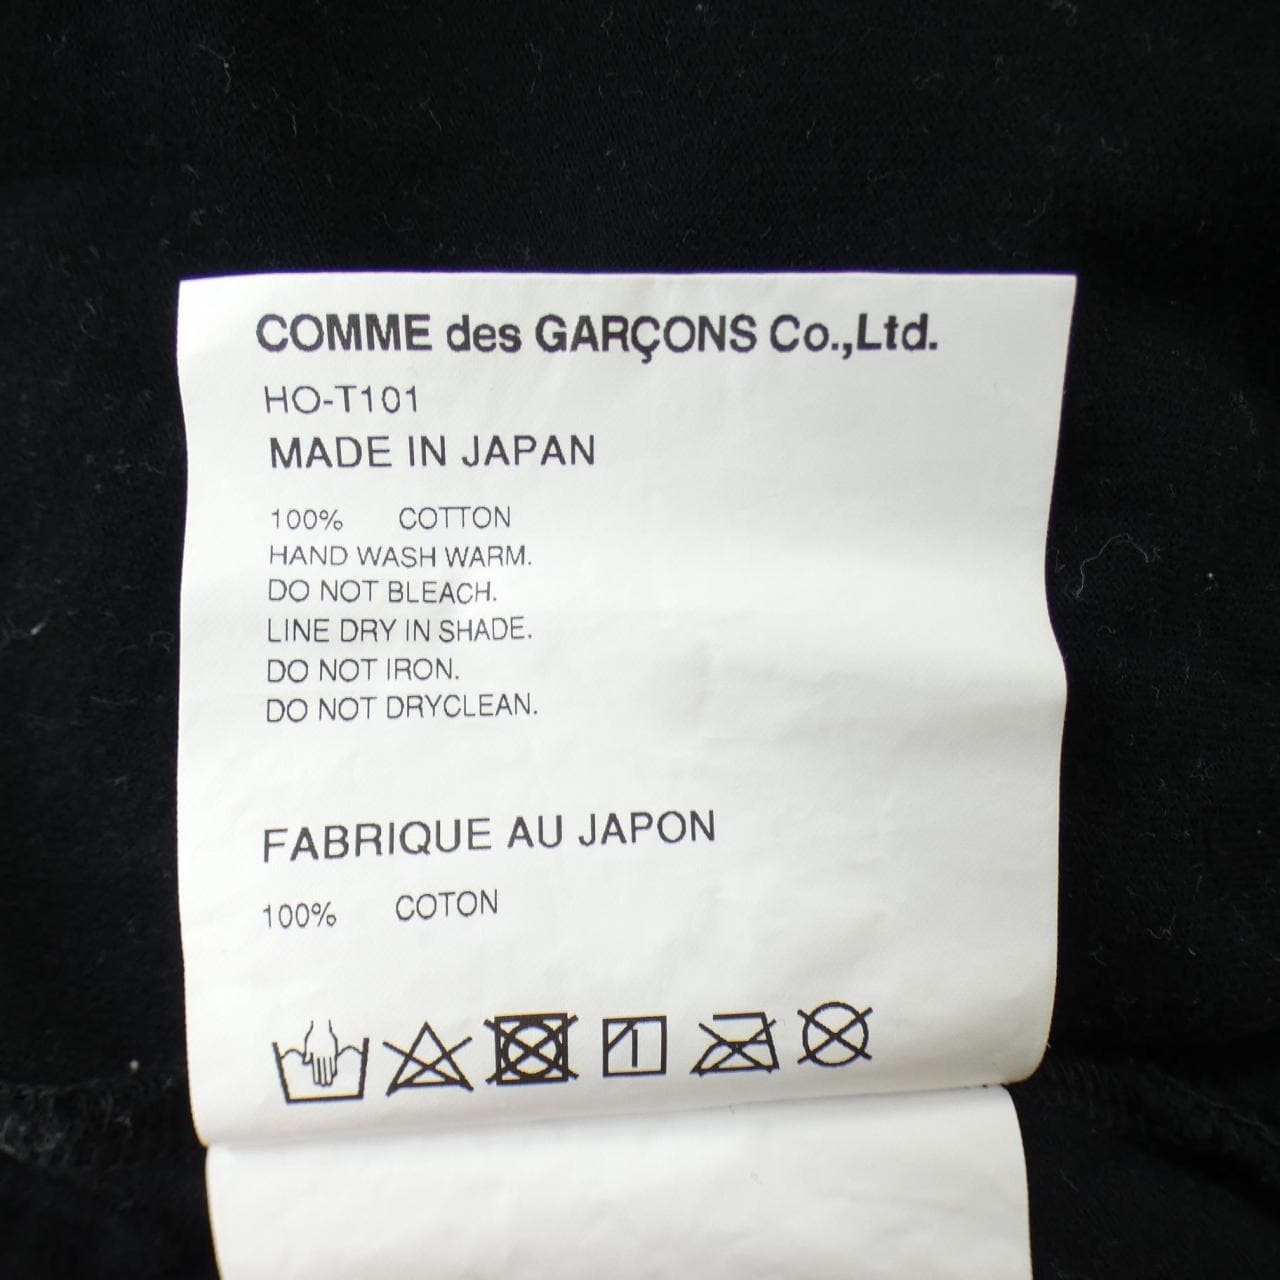 COMME des GARÇONS Co.,Ltd.
HO-T101
MADE IN JAPAN
100% COTTON
HAND WASH WARM.
DO NOT BLEACH.
LINE DRY IN SHADE.
DO NOT IRON.
DO NOT DRYCLEAN.
FABRIQUE AU JAPON
100% COTON